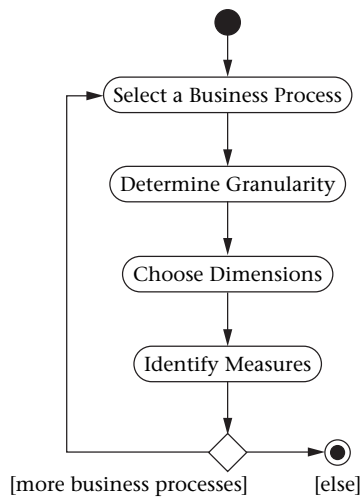 Select a Business Process
Determine Granularity
Choose Dimensions
Identify Measures
[more business processes]
[else]